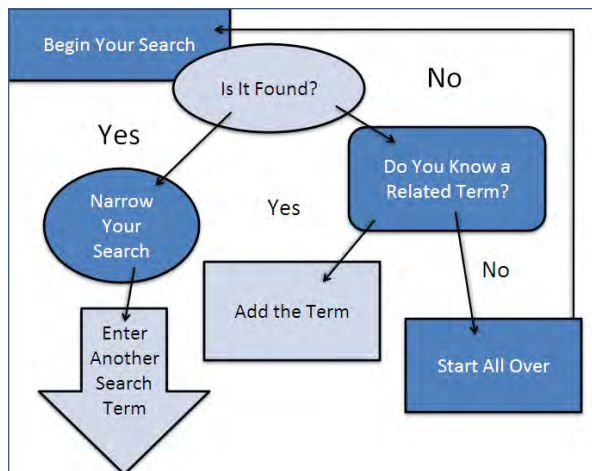 Begin Your Search
Is It Found?
No
Yes
Do You Know a
Related Term?
Narrow
Your
Search
Yes
No
Add the Term
Enter
Another
Search
Term
Start All Over